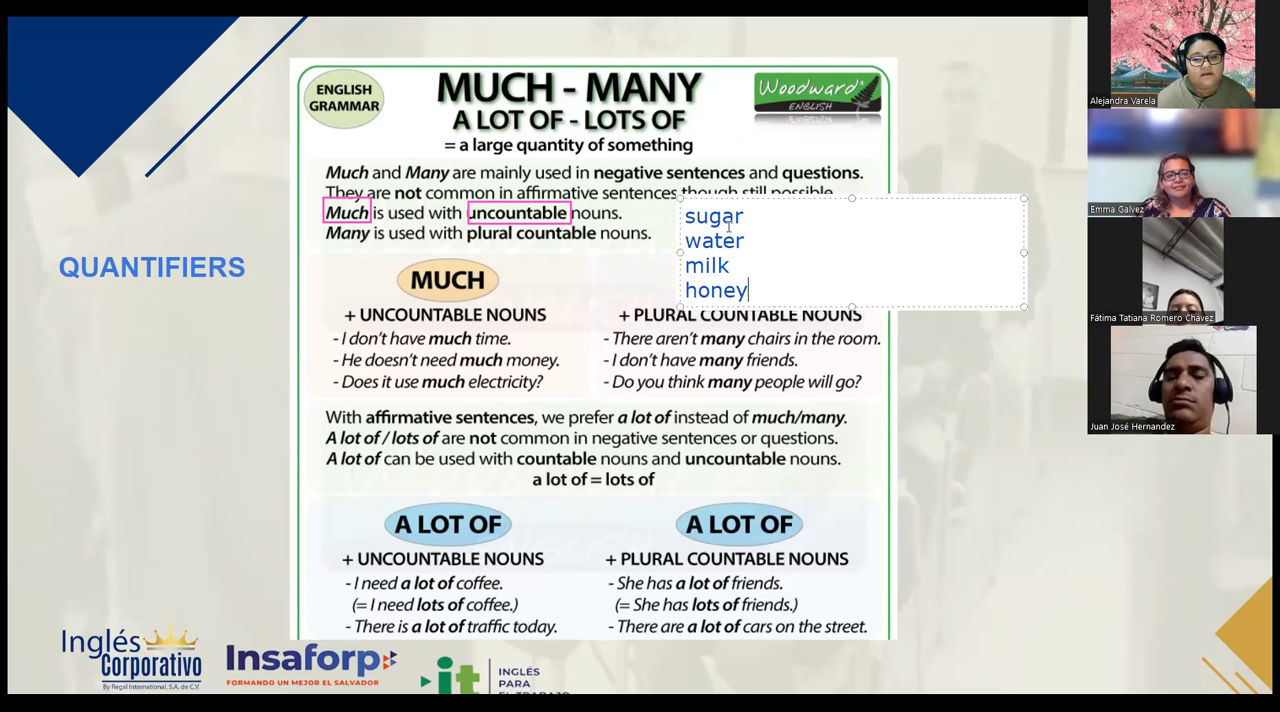 ENGLISH
GRAMMAR
MUCH - MANY
A LOT OF - LOTS OF
= a large quantity of something
Woodward
ENGLISH
Much and Many are mainly used in negative sentences and questions.
They are not common in affirmative sentences though still possible
Much is used with uncountable nouns.
Many is used with plural countable nouns.
sugar
water
milk
honey
QUANTIFIERS
MUCH
+ UNCOUNTABLE NOUNS
- I don't have much time.
- He doesn't need much money.
- Does it use much electricity?
+ PLURAL COUNTABLE NOUNS
- There aren't many chairs in the room.
- I don't have many friends.
- Do you think many people will go?
With affirmative sentences, we prefer a lot of instead of much/many.
A lot of / lots of are not common in negative sentences or questions.
A lot of can be used with countable nouns and uncountable nouns.
a lot of = lots of
A LOT OF
+ UNCOUNTABLE NOUNS
- I need a lot of coffee.
(= I need lots of coffee.)
- There is a lot of traffic today.
A LOT OF
+ PLURAL COUNTABLE NOUNS
- She has a lot of friends.
(= She has lots of friends.)
- There are a lot of cars on the street.
Inglés
Corporativo
By Regal International, S.A. de C.V.
Insaforp
FORMANDO UN MEJOR EL SALVADOR
it
INGLÉS
PARA
EL TRABAJO
Alejandra Varela
Emma Galvez
Fátima Tatiana Romero Chávez
Juan José Hernandez